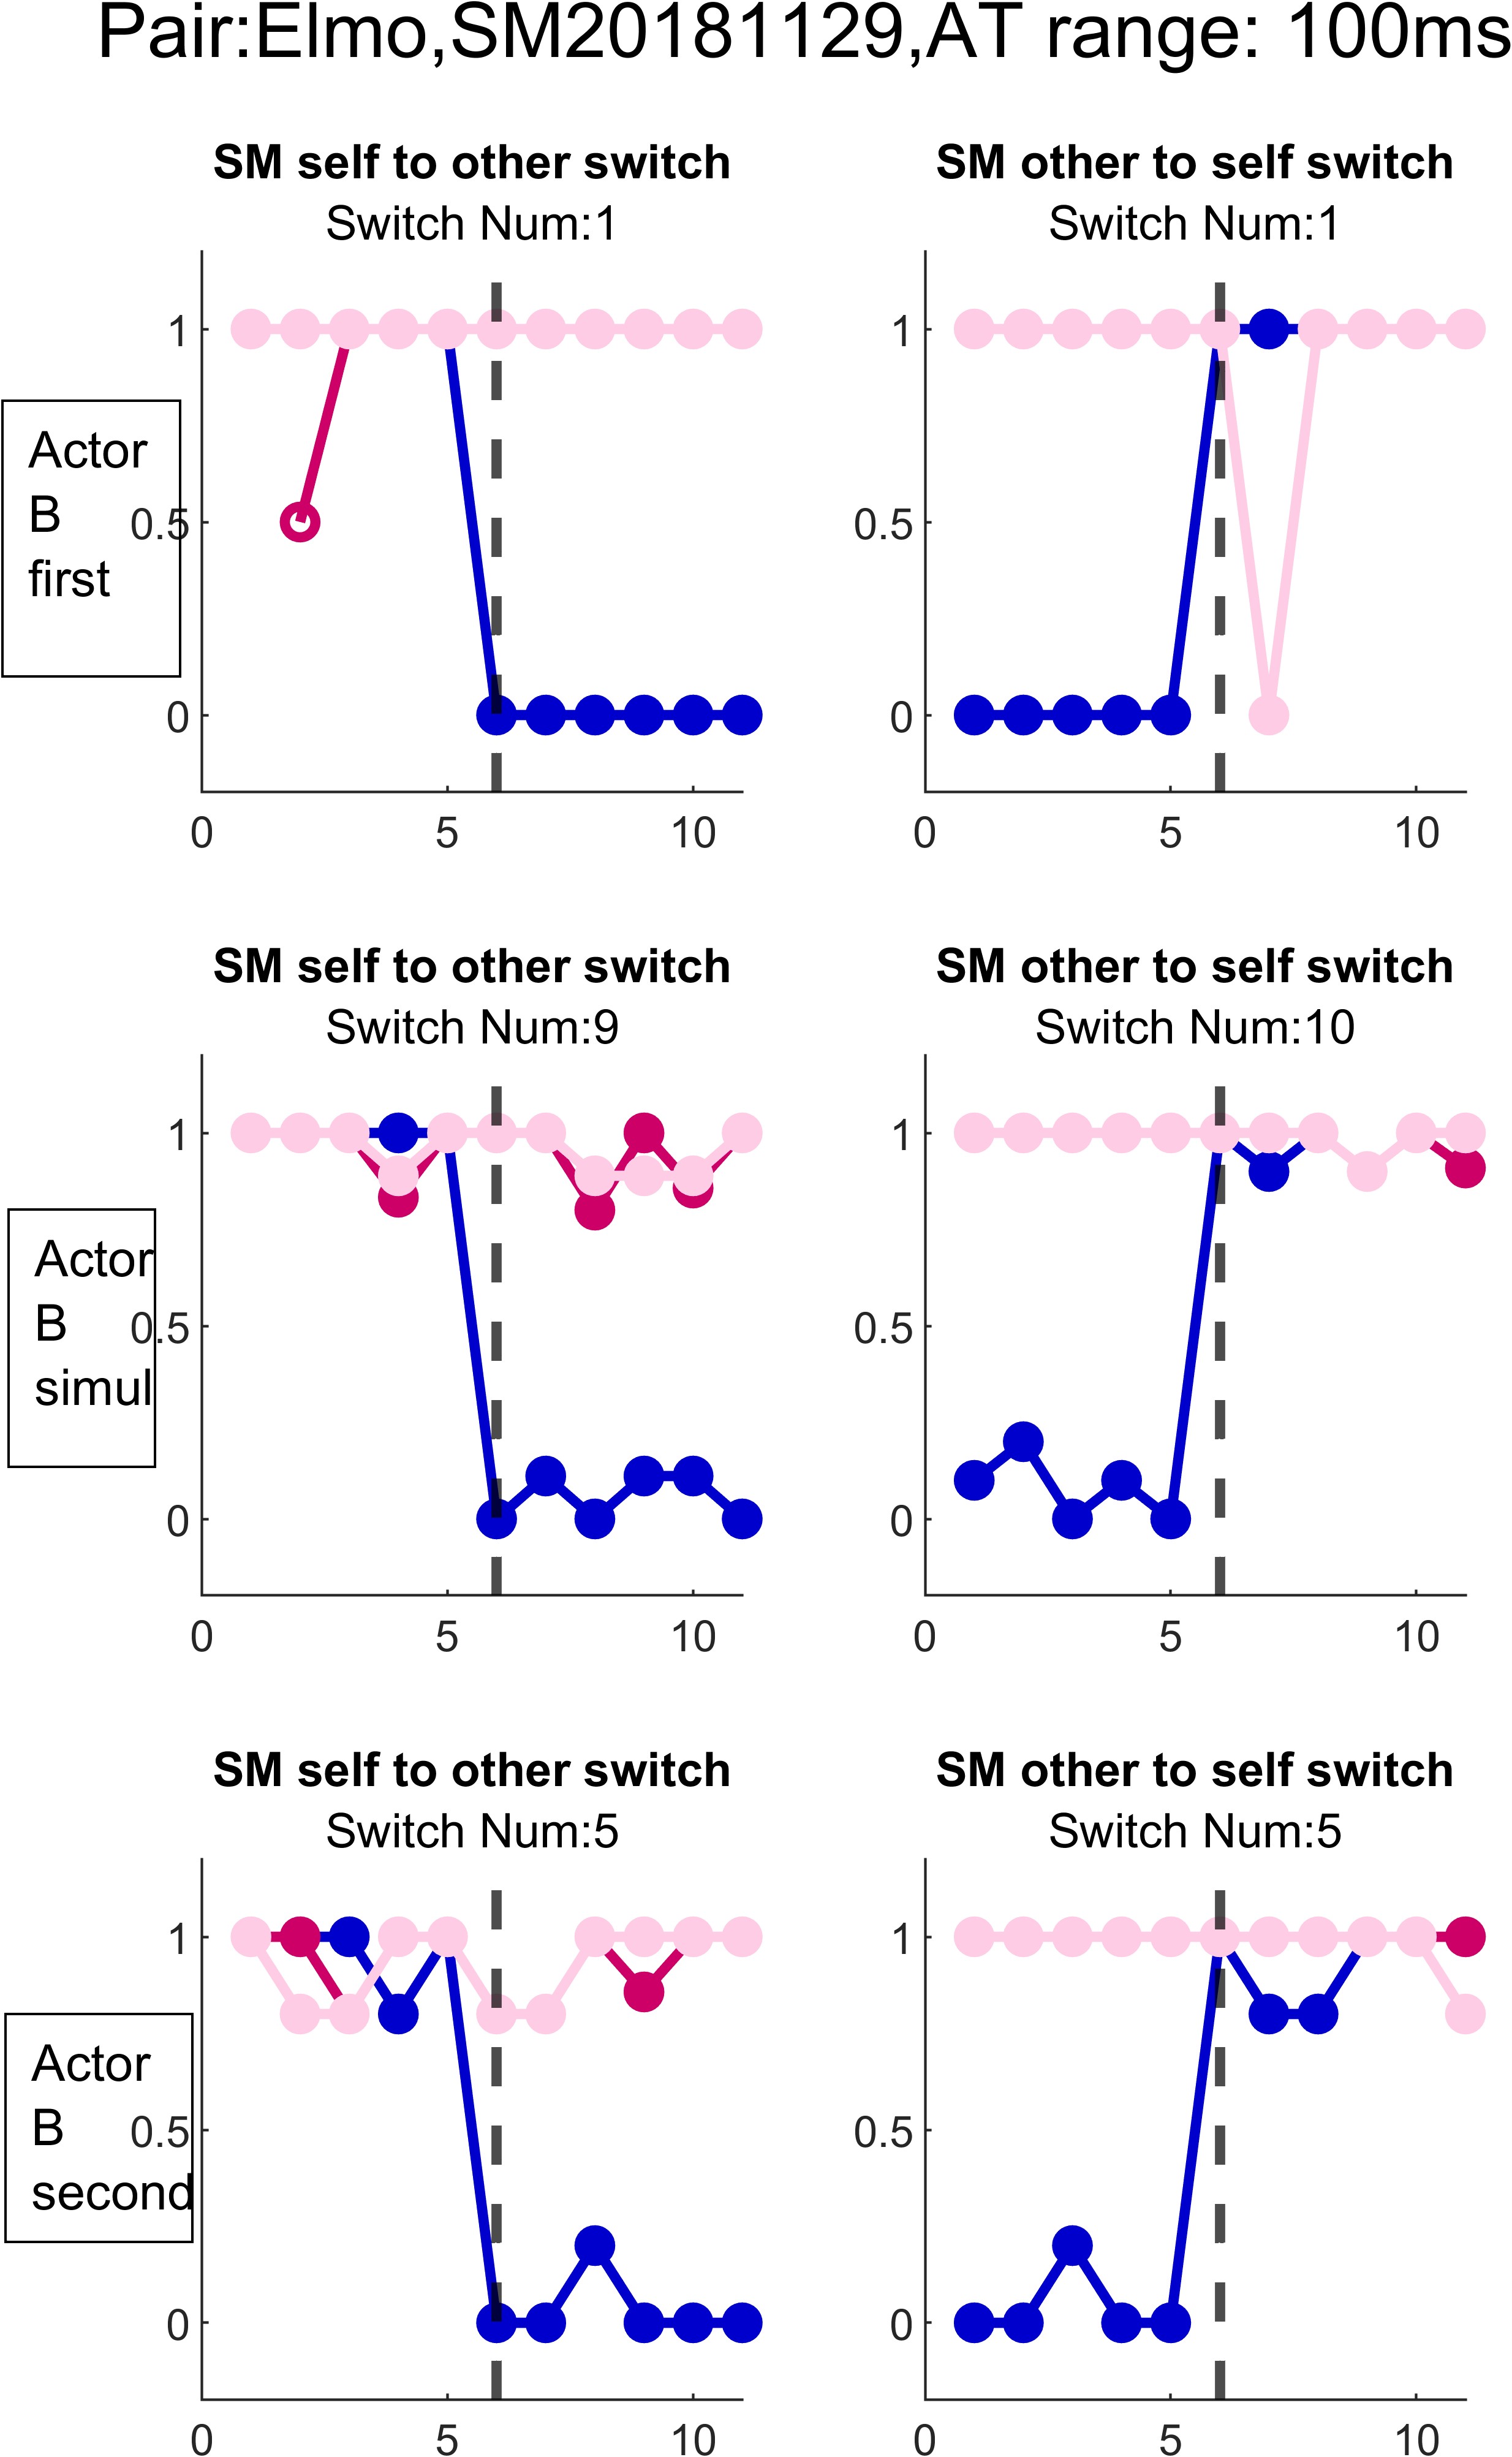 Pair:Elmo,SM20181129,AT range: 100ms
SM self to other switch
Switch Num:1
SM other to self switch
Switch Num:1
Actor
B
first
1
0.5
0
0
5
10
1
0.5
0
0
5
10
SM self to other switch
Switch Num:9
SM other to self switch
Switch Num:10
Actor
B
simul
1
0.5
0
0
5
10
1
0.5
0
0
5
10
SM self to other switch
Switch Num:5
SM other to self switch
Switch Num:5
Actor
B
second
1
0.5
0
0
5
10
1
0.5
0
0
5
10